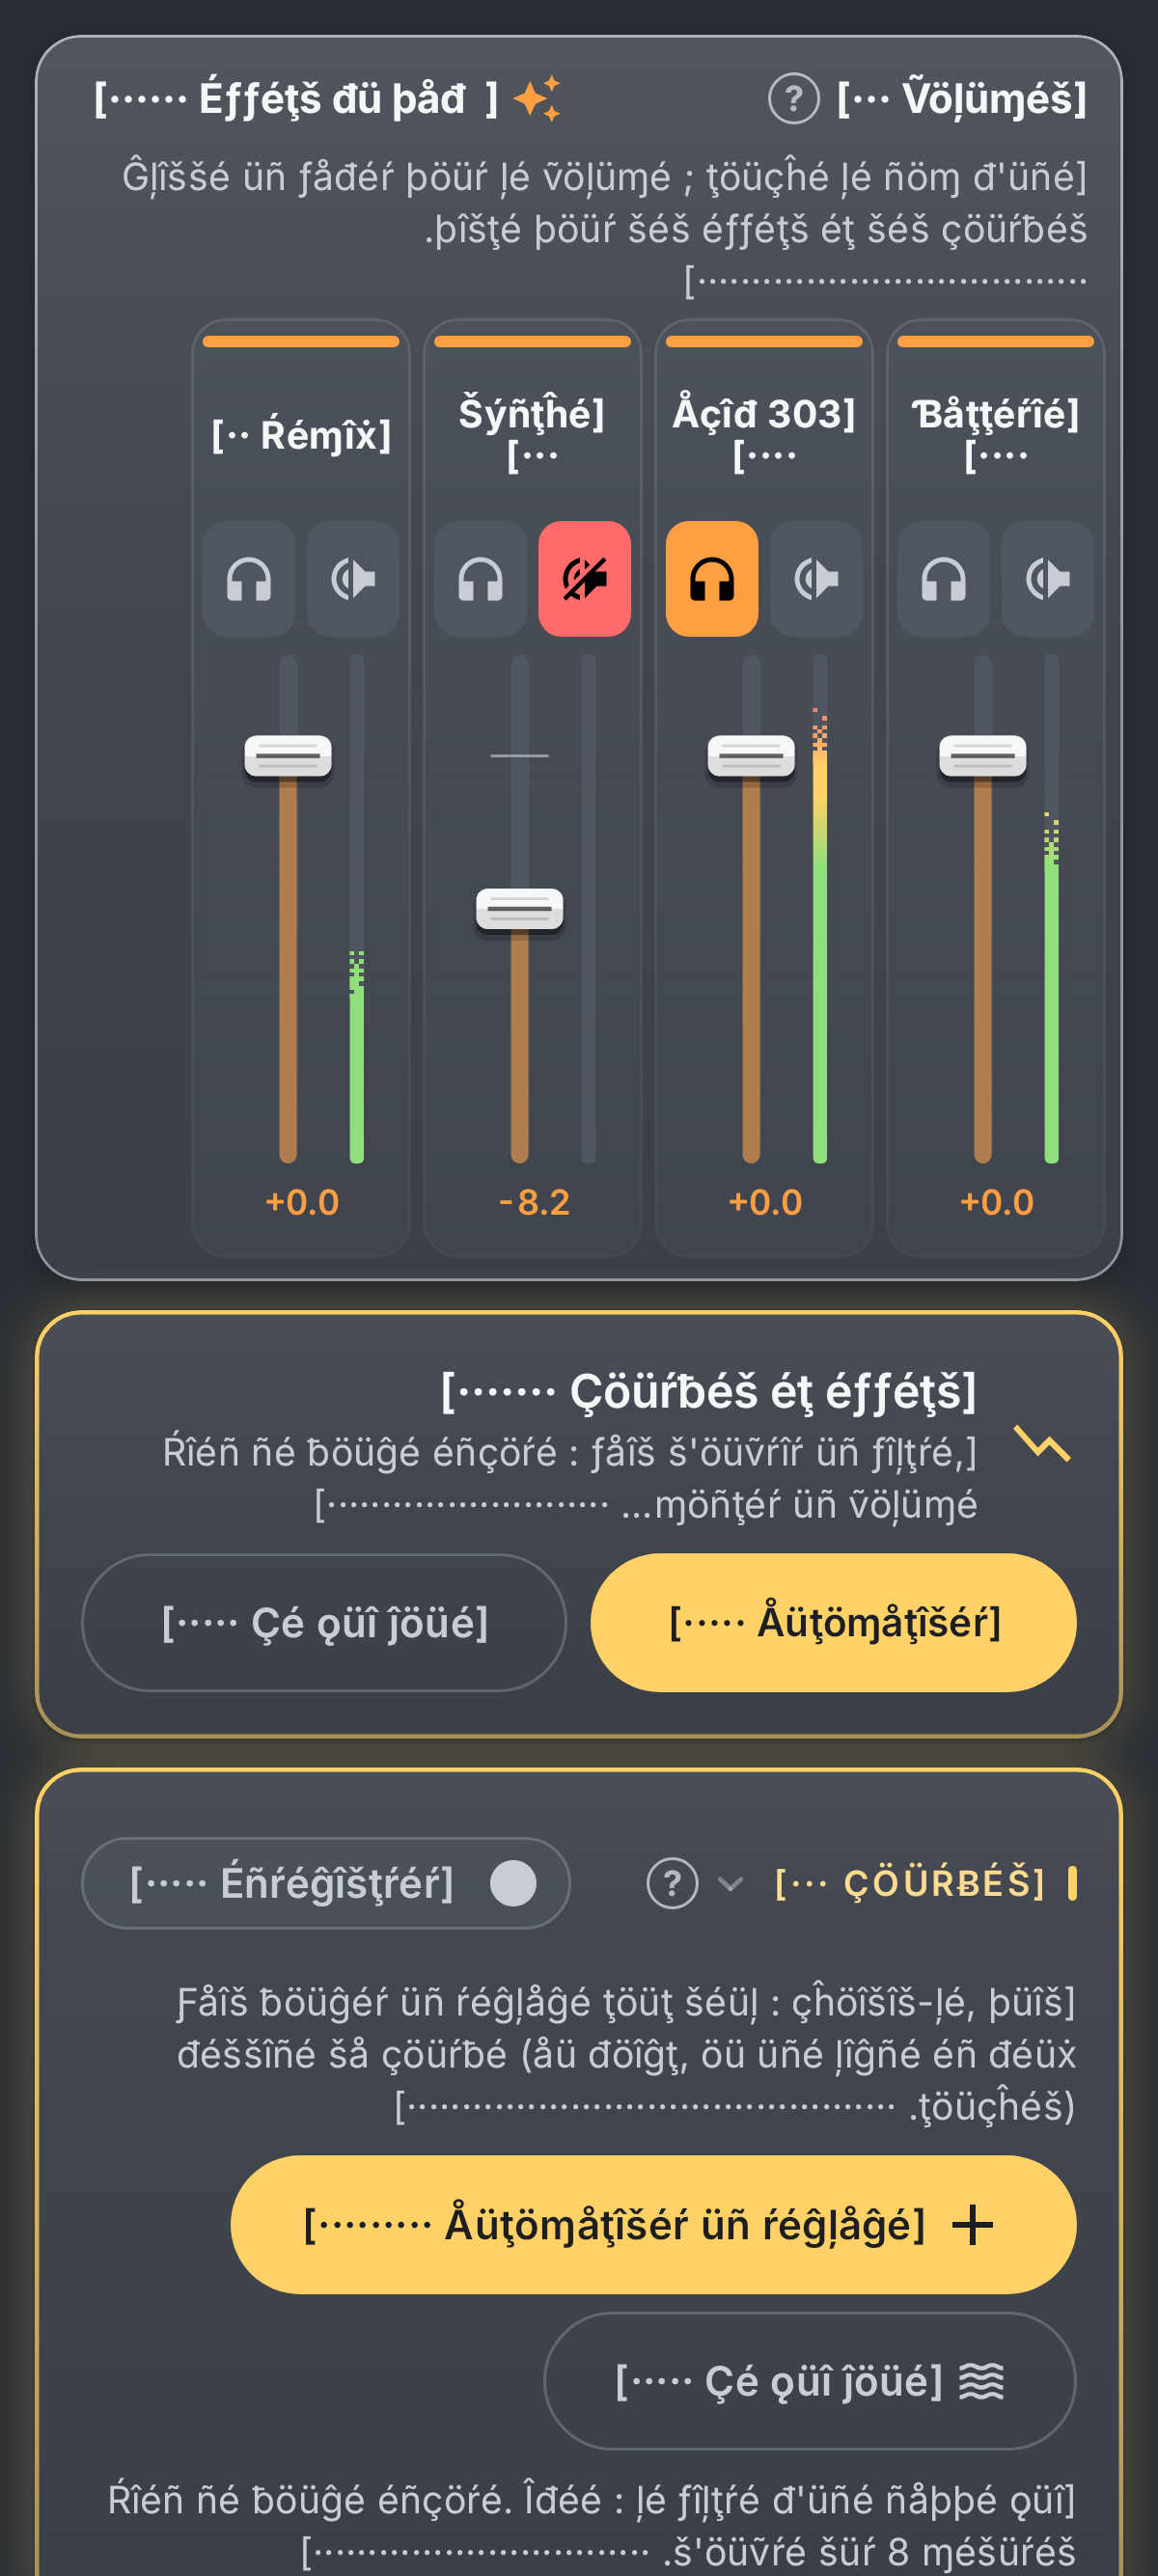 [··· Ṽöļüɱéš]
?
[······ Éƒƒéţš đü þåđ ]
Ĝļîššé üñ ƒåđéŕ þöüŕ ļé ṽöļüɱé ; ţöüçĥé ļé ñöɱ đ'üñé]
.þîšţé þöüŕ šéš éƒƒéţš éţ šéš çöüŕƀéš
[····································
Ɓåţţéŕîé]
[····
Åçîđ 303]
[····
Šýñţĥé]
[···
[·· Ŕéɱîẋ]
+0.0
+0.0
-8.2
+0.0
[······· Çöüŕƀéš éţ éƒƒéţš]
Ŕîéñ ñé ƀöüĝé éñçöŕé : ƒåîš š'öüṽŕîŕ üñ ƒîļţŕé,]
[·························· ...ɱöñţéŕ üñ ṽöļüɱé
[····· Åüţöɱåţîšéŕ]
[····· Çé ǫüî ĵöüé]
[··· ÇÖÜŔɃÉŠ]
?
[····· Éñŕéĝîšţŕéŕ]
Ƒåîš ƀöüĝéŕ üñ ŕéĝļåĝé ţöüţ šéüļ : çĥöîšîš-ļé, þüîš]
đéššîñé šå çöüŕƀé (åü đöîĝţ, öü üñé ļîĝñé éñ đéüẋ
[············································· .ţöüçĥéš)
[········· Åüţöɱåţîšéŕ üñ ŕéĝļåĝé]
[····· Çé ǫüî ĵöüé]
Ŕîéñ ñé ƀöüĝé éñçöŕé. Îđéé : ļé ƒîļţŕé đ'üñé ñåþþé ǫüî]
[······························· .š'öüṽŕé šüŕ 8 ɱéšüŕéš